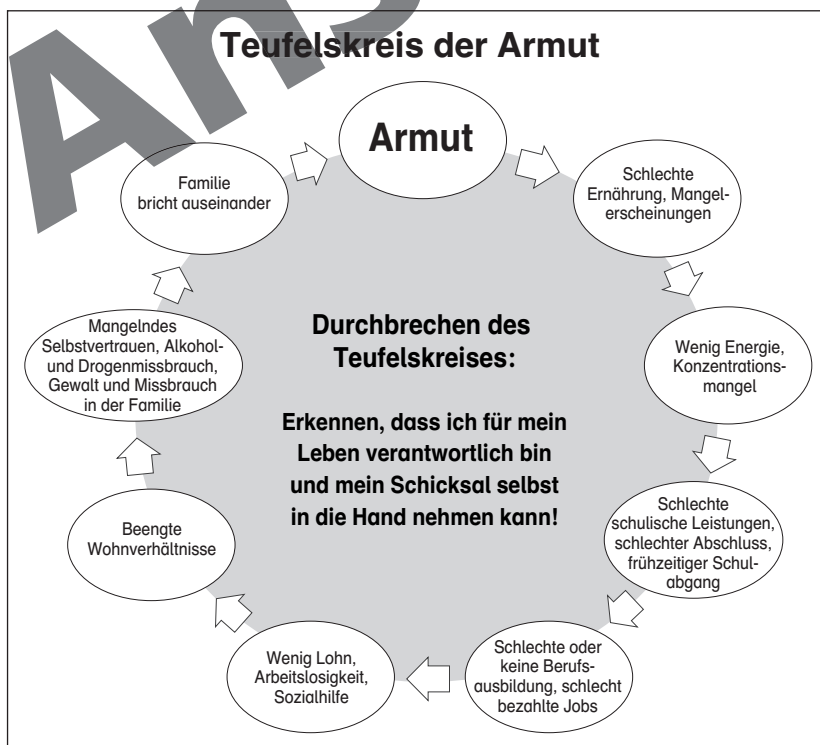 Teufelskreis der Armut
Armut
Schlechte
Ernährung, Mangel-
erscheinungen
Wenig Energie,
Konzentrations-
mangel
Schlechte
schulische Leistungen,
schlechter Abschluss,
frühzeitiger Schul-
abgang
Schlechte oder
keine Berufs-
ausbildung, schlecht
bezahlte Jobs
Wenig Lohn,
Arbeitslosigkeit,
Sozialhilfe
Beengte
Wohnverhältnisse
Mangelndes
Selbstvertrauen, Alkohol-
und Drogenmissbrauch,
Gewalt und Missbrauch
in der Familie
Familie
bricht auseinander
Durchbrechen des
Teufelskreises:
Erkennen, dass ich für mein
Leben verantwortlich bin
und mein Schicksal selbst
in die Hand nehmen kann!